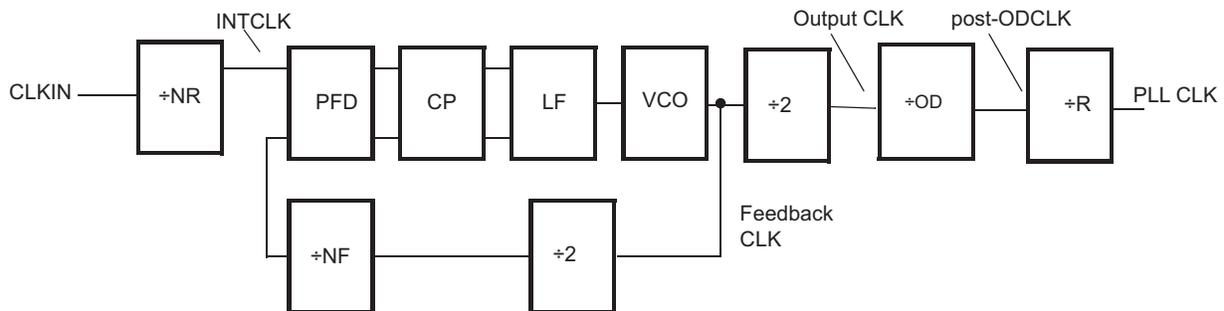 INTCLK
Output CLK
post-ODCLK
CLKIN
÷NR
PFD
CP
LF
VCO
÷2
÷OD
÷R
PLL CLK
Feedback
CLK
÷NF
÷2